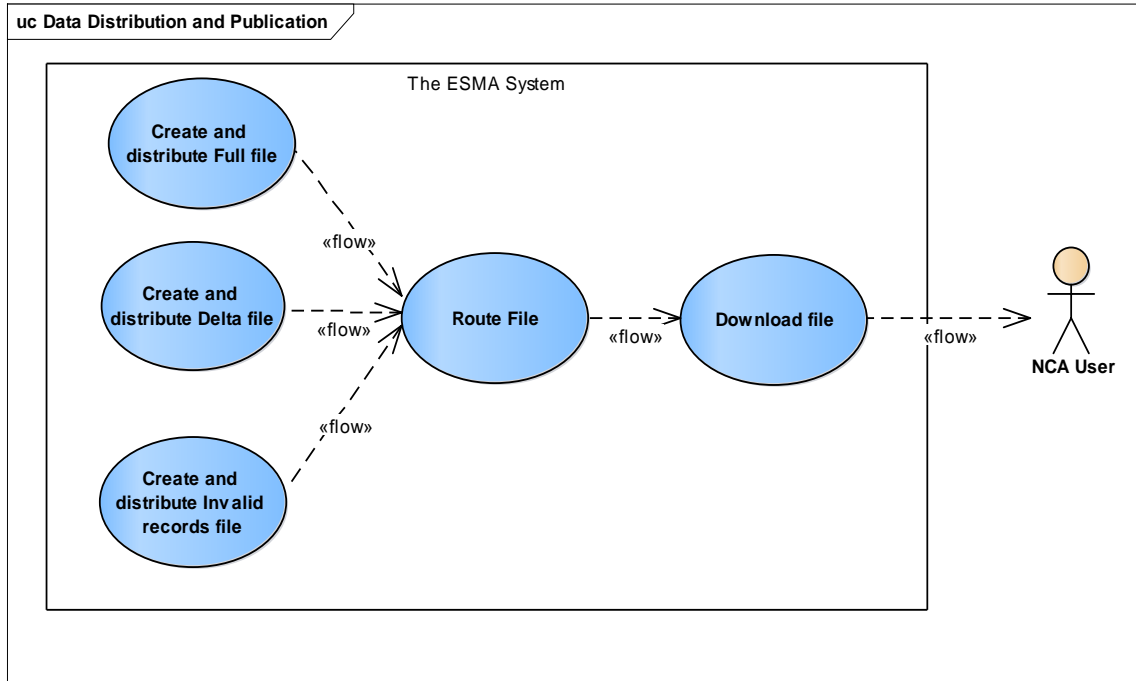 uc Data Distribution and Publication
The ESMA System
Create and
distribute Full file
«flow»
Create and
distribute Delta file
«flow»
Route File
«flow»
Download file
«flow»
NCA User
«flow»
Create and
distribute Invalid
records file